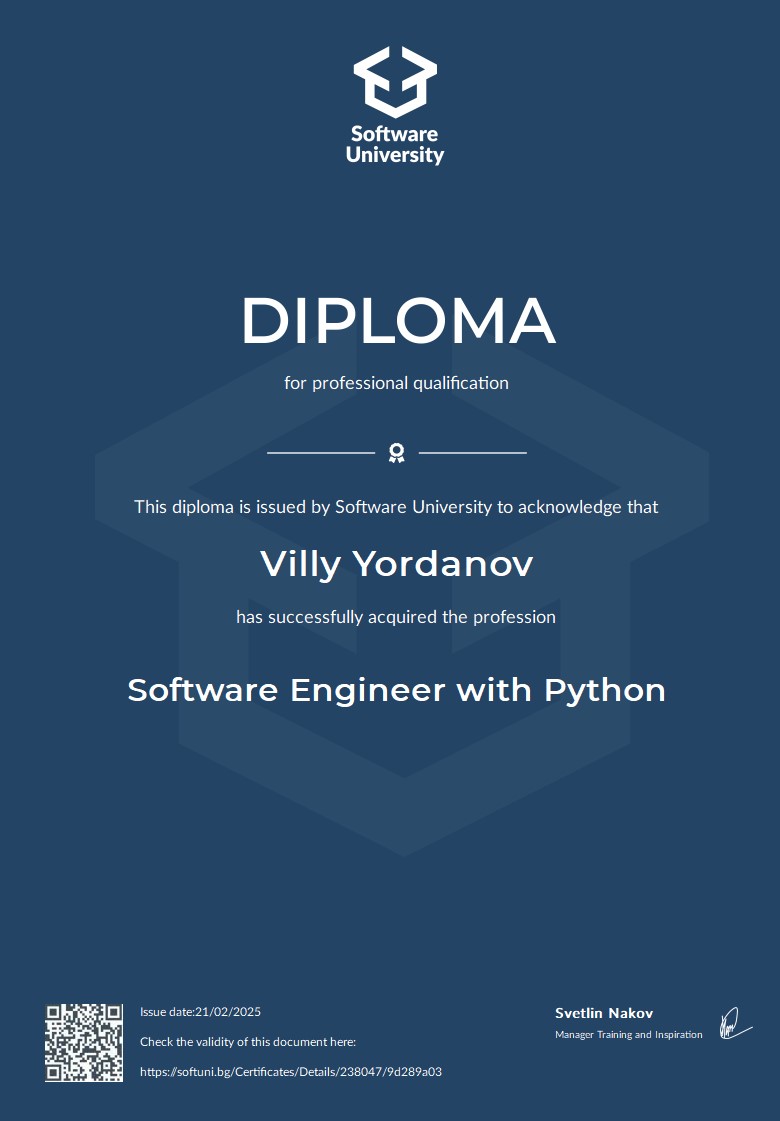 Software
University
DIPLOMA
for professional qualification
This diploma is issued by Software University to acknowledge that
Villy Yordanov
has successfully acquired the profession
Software Engineer with Python
Issue date:21/02/2025
Check the validity of this document here:
https://softuni.bg/Certificates/Details/238047/9d289a03
Svetlin Nakov
Manager Training and Inspiration